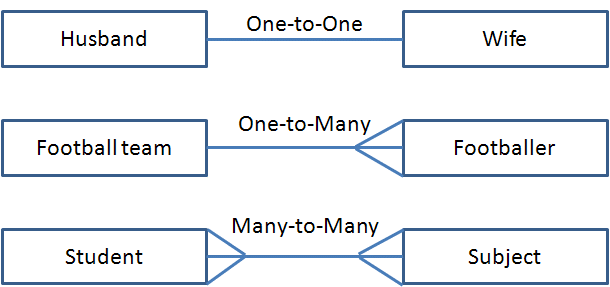 One-to-One
Husband
Wife
One-to-Many
Football team
Footballer
Many-to-Many
Student
Subject